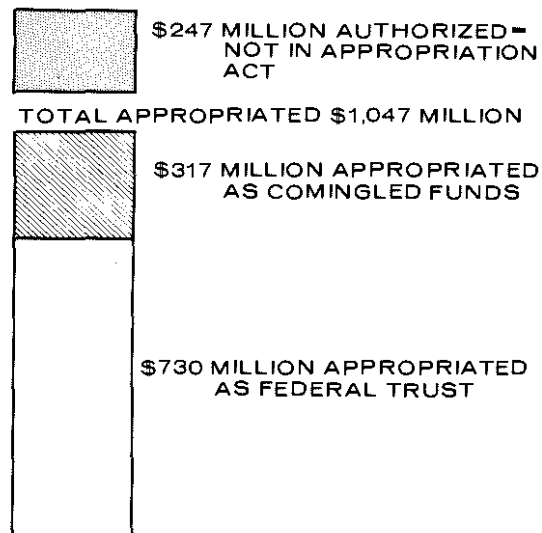 $247 MILLION AUTHORIZED-
NOT IN APPROPRIATION
ACT
TOTAL APPROPRIATED $1,047 MILLION
$317 MILLION APPROPRIATED
AS COMINGLED FUNDS
$730 MILLION APPROPRIATED
AS FEDERAL TRUST